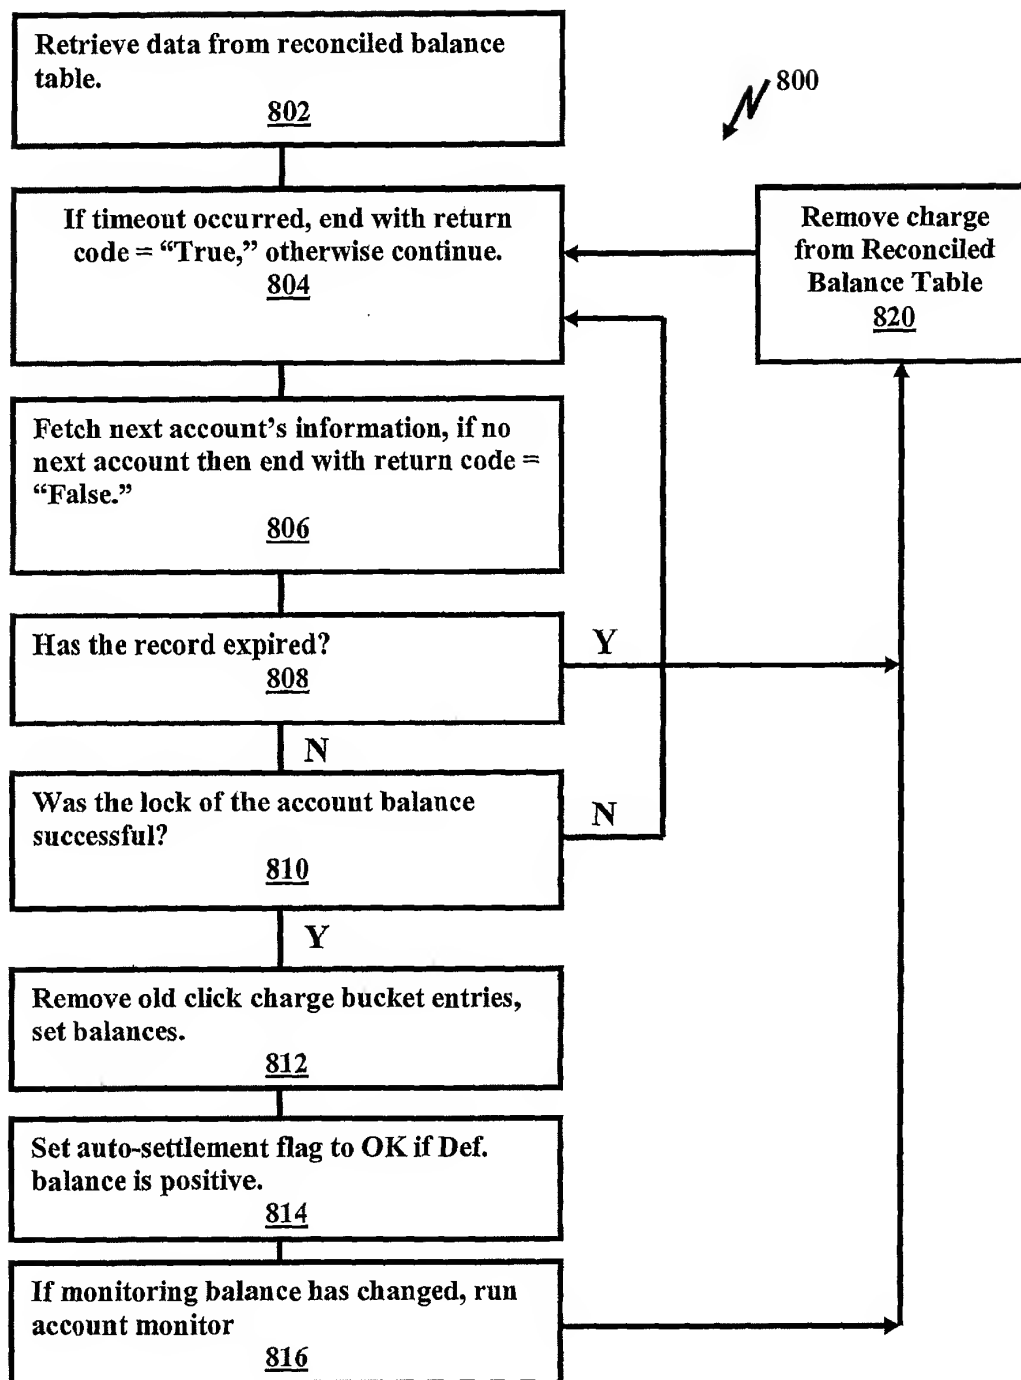 Retrieve data from reconciled balance
table.
802
800
If timeout occurred, end with return
code = “True,” otherwise continue.
804
Remove charge
from Reconciled
Balance Table
820
Fetch next account’s information, if no
next account then end with return code =
“False.”
806
Has the record expired?
808
Y
N
Was the lock of the account balance
successful?
810
N
Y
Remove old click charge bucket entries,
set balances.
812
Set auto-settlement flag to OK if Def.
balance is positive.
814
If monitoring balance has changed, run
account monitor
816